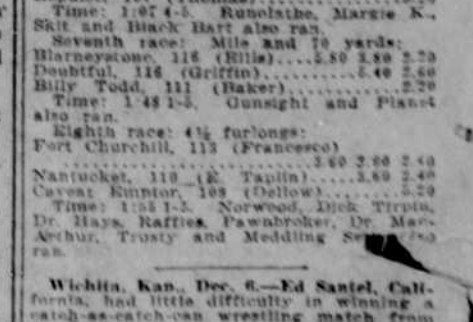 Time: 1:07 4-5. Runolathe, Margie K.,
Skit and Black Bart also ran.
Seventh race: Mile and 70 yards:
Blarneystone, 116 (Ellis)....5.80 3.80 2.20
Doubtful, 116 (Griffin)......5.40 2.60
Billy Todd, 111 (Baker)......2.20
Time: 1:48 1-5. Gunsight and Planet
also ran.
Eighth race: 4½ furlongs:
Fort Churchill, 113 (Francesco)
......3.60 2.60 2.40
Nantucket, 110 (E. Taplin)....3.60 2.40
Caveat Emptor, 108 (Dellow)....5.20
Time: 1:55 1-5. Norwood, Dick Turpin,
Dr. Hays, Raffles, Pawnbroker, Dr. Mac-
Arthur, Trusty and Meddling
ran.
Wichita, Kan., Dec. 6.—Ed Santel, Cali-
fornia, had little difficulty in winning a
catch-as-catch-can wrestling match from